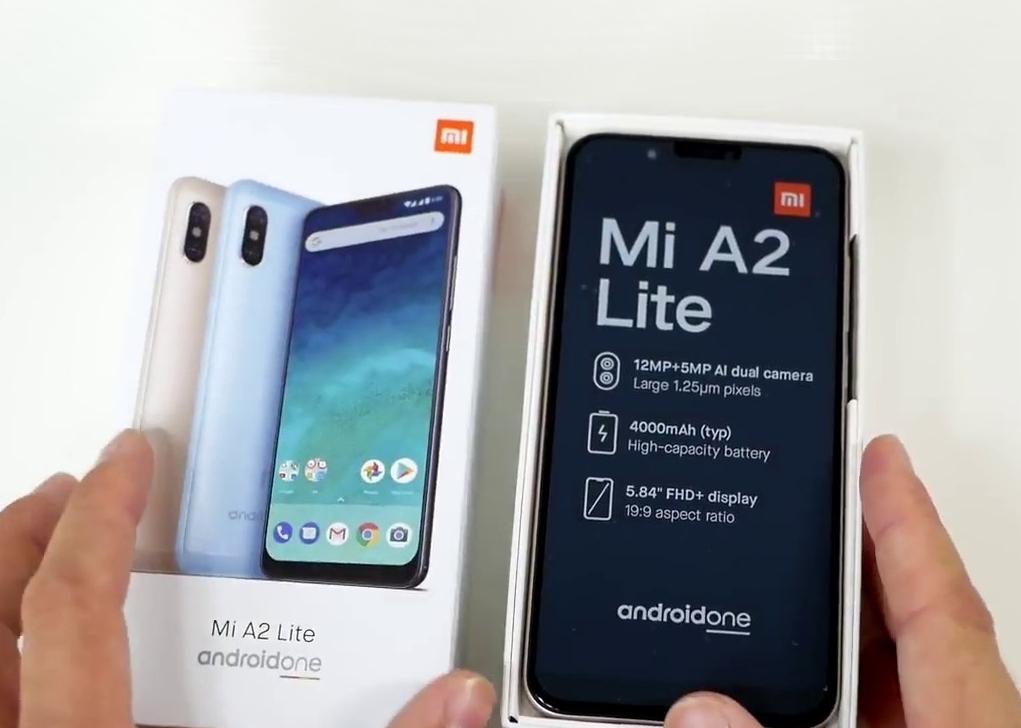 mi
andr
Mi A2 Lite
androidone
mi
Mi A2
Lite
12MP+5MP AI dual camera
Large 1.25μm pixels
4000mAh (typ)
High-capacity battery
5.84" FHD+ display
19:9 aspect ratio
androidone